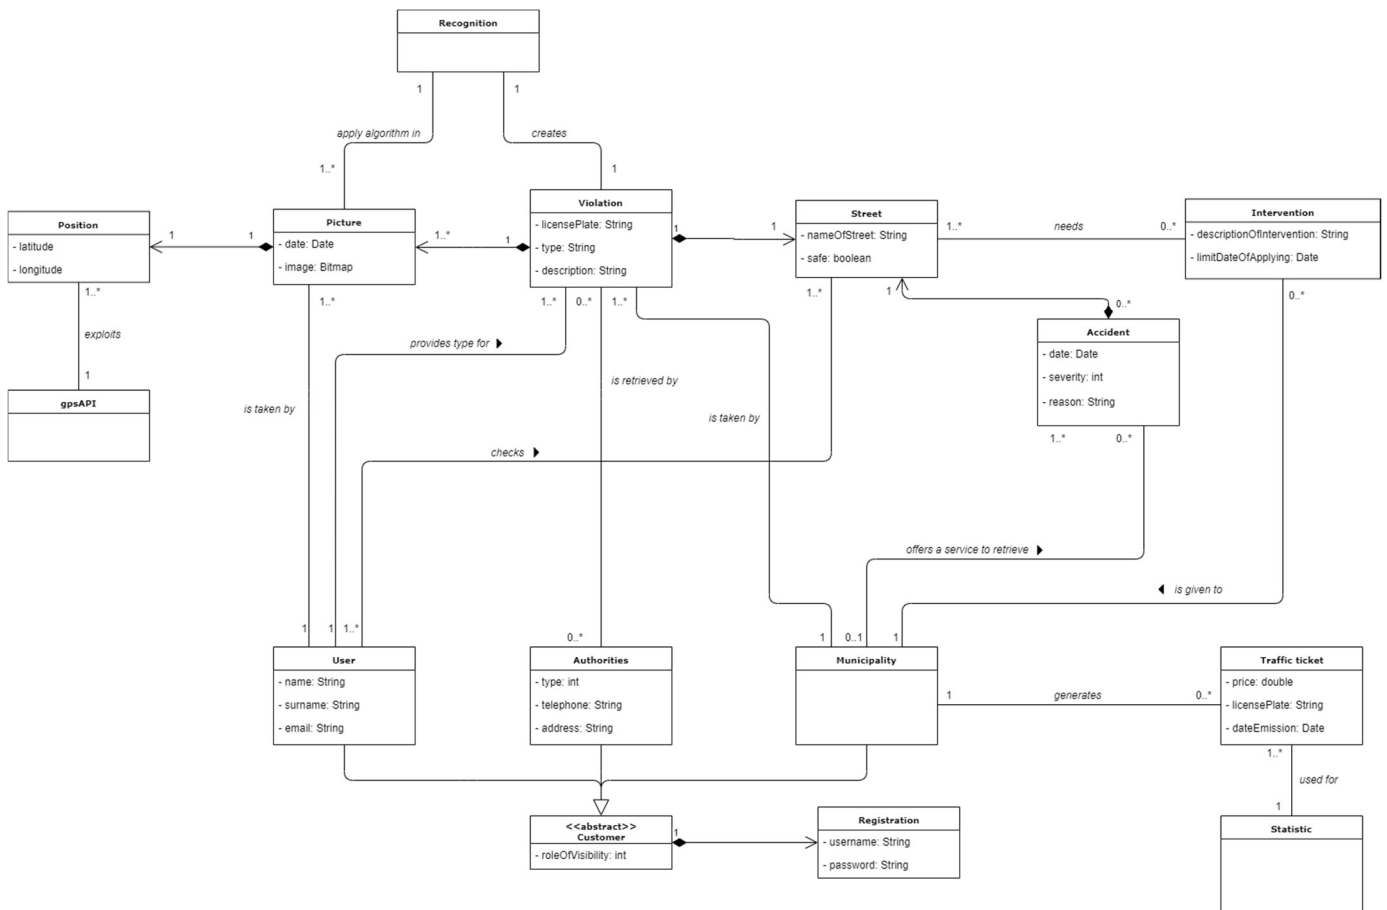 Recognition
1
1
apply algorithm in
creates
1..*
1
Position
- latitude
- longitude
1
1
Picture
- date: Date
- image: Bitmap
1..*
1
Violation
- licensePlate: String
- type: String
- description: String
1
1
Street
- nameOfStreet: String
- safe: boolean
1..*
needs
0..*
Intervention
- descriptionOfIntervention: String
- limitDateOfApplying: Date
1..*
1..*
1..*
0..*
1..*
1..*
1
0..*
0..*
exploits
1
gpsAPI
provides type for
is retrieved by
is taken by
is taken by
Accident
- date: Date
- severity: int
- reason: String
1..*
0..*
checks
offers a service to retrieve
is given to
1
1
1..*
0..*
1
0..1
1
User
- name: String
- surname: String
- email: String
Authorities
- type: int
- telephone: String
- address: String
Municipality
1
generates
0..*
Traffic ticket
- price: double
- licensePlate: String
- dateEmission: Date
1..*
used for
1
Statistic
<<abstract>>
Customer
- roleOfVisibility: int
1
1
Registration
- username: String
- password: String